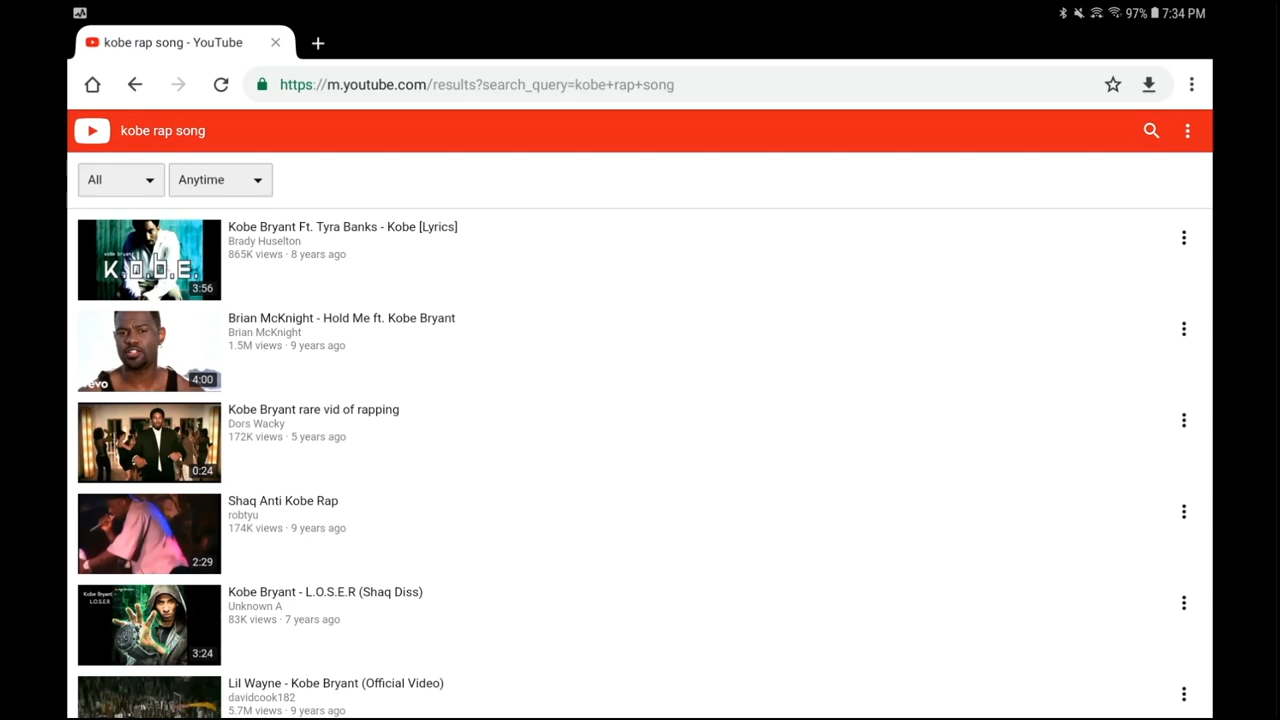 97% 7:34 PM
kobe rap song - YouTube
https://m.youtube.com/results?search_query=kobe+rap+song
kobe rap song
All Anytime
Kobe Bryant Ft. Tyra Banks - Kobe [Lyrics]
Brady Huselton
865K views · 8 years ago
kobe bryant
K.O.B.E.
3:56
Brian McKnight - Hold Me ft. Kobe Bryant
Brian McKnight
1.5M views · 9 years ago
vevo
4:00
Kobe Bryant rare vid of rapping
Dors Wacky
172K views · 5 years ago
0:24
Shaq Anti Kobe Rap
robtyu
174K views · 9 years ago
2:29
Kobe Bryant - L.O.S.E.R (Shaq Diss)
Unknown A
83K views · 7 years ago
Kobe Bryant -
L.O.S.E.R
3:24
Lil Wayne - Kobe Bryant (Official Video)
davidcook182
5.7M views · 9 years ago